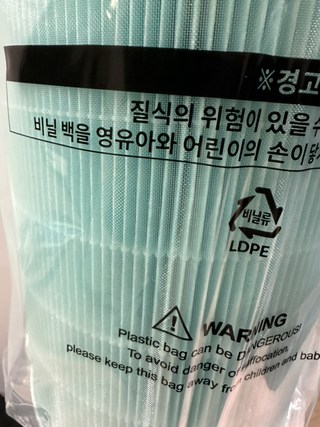 ※경고
질식의 위험이 있을수
비닐 백을 영유아와 어린이의 손이 닿지
비닐류
LDPE
WARNING
Plastic bag can be DANGEROUS!
To avoid danger of suffocation,
please keep this bag away from children and bab